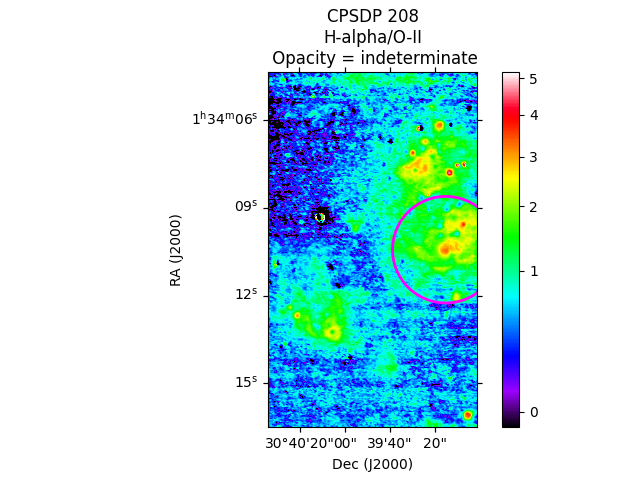 CPSDP 208
H-alpha/O-II
Opacity = indeterminate
1ʰ34ᵐ06ˢ
09ˢ
12ˢ
15ˢ
RA (J2000)
30°40'20"00" 39'40" 20"
Dec (J2000)
5
4
3
2
1
0